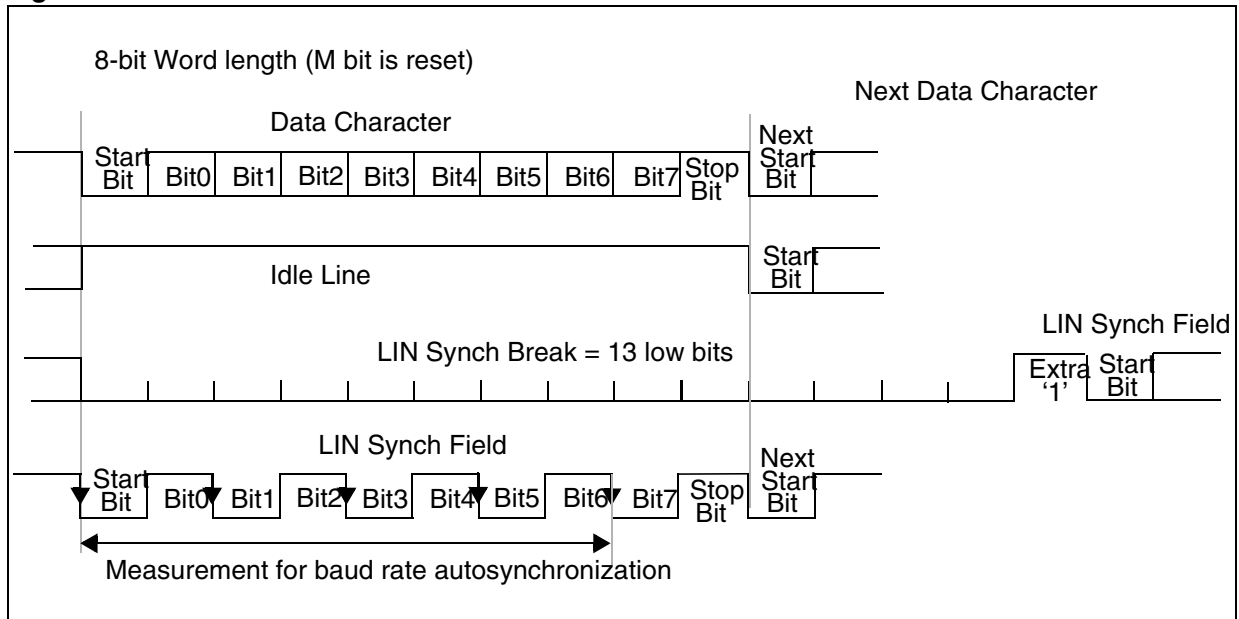 8-bit Word length (M bit is reset)
Next Data Character
Data Character
Start Bit Bit0 Bit1 Bit2 Bit3 Bit4 Bit5 Bit6 Bit7 Stop Bit Next Start Bit
Idle Line
Start Bit
LIN Synch Field
LIN Synch Break = 13 low bits
Extra ‘1’ Start Bit
LIN Synch Field
Start Bit Bit0 Bit1 Bit2 Bit3 Bit4 Bit5 Bit6 Bit7 Stop Bit Next Start Bit
Measurement for baud rate autosynchronization